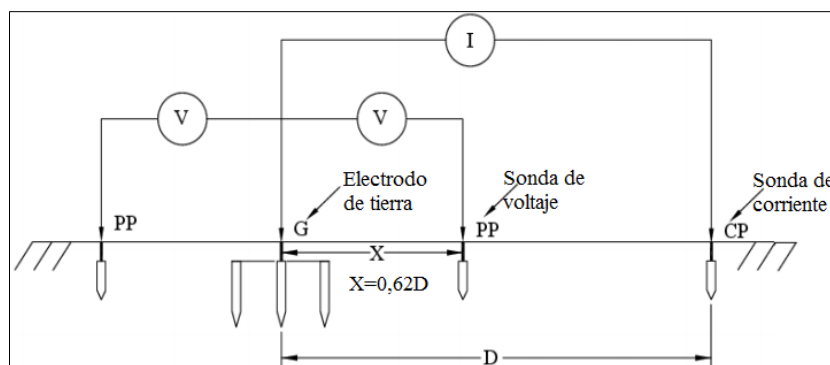 I
V
V
Electrodo
de tierra
Sonda de
voltaje
Sonda de
corriente
PP
G
PP
CP
X
X=0,62D
D